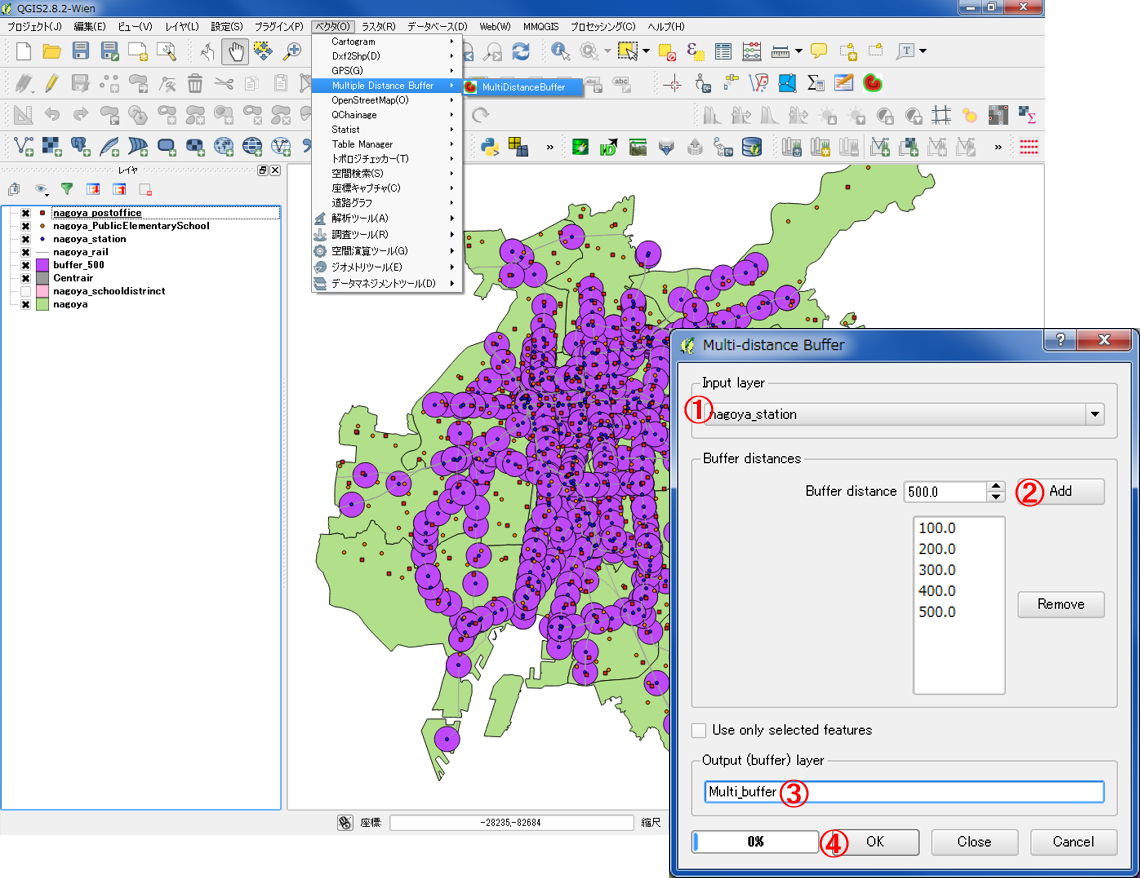 QGIS2.8.2-Wien
プロジェクト(J) 編集(E) ビュー(V) レイヤ(L) 設定(S) プラグイン(P) ベクタ(O) ラスタ(R) データベース(D) Web(W) MMQGIS プロセッシング(C) ヘルプ(H)
Cartogram
Dxf2Shp(D)
GPS(G)
Multiple Distance Buffer
MultiDistanceBuffer
OpenStreetMap(O)
QChainage
Statist
Table Manager
トポロジチェッカー(T)
空間検索(S)
座標キャプチャ(C)
道路グラフ
解析ツール(A)
調査ツール(R)
空間演算ツール(G)
ジオメトリツール(E)
データマネジメントツール(D)
レイヤ
nagoya_postoffice
nagoya_PublicElementarySchool
nagoya_station
nagoya_rail
buffer_500
Centrair
nagoya_schooldistrinct
nagoya
座標
-28235,-82684
縮尺
Multi-distance Buffer
Input layer
① nagoya_station
Buffer distances
Buffer distance 500.0 ② Add
100.0
200.0
300.0
400.0
500.0
Remove
Use only selected features
Output (buffer) layer
Multi_buffer ③
0% ④ OK Close Cancel